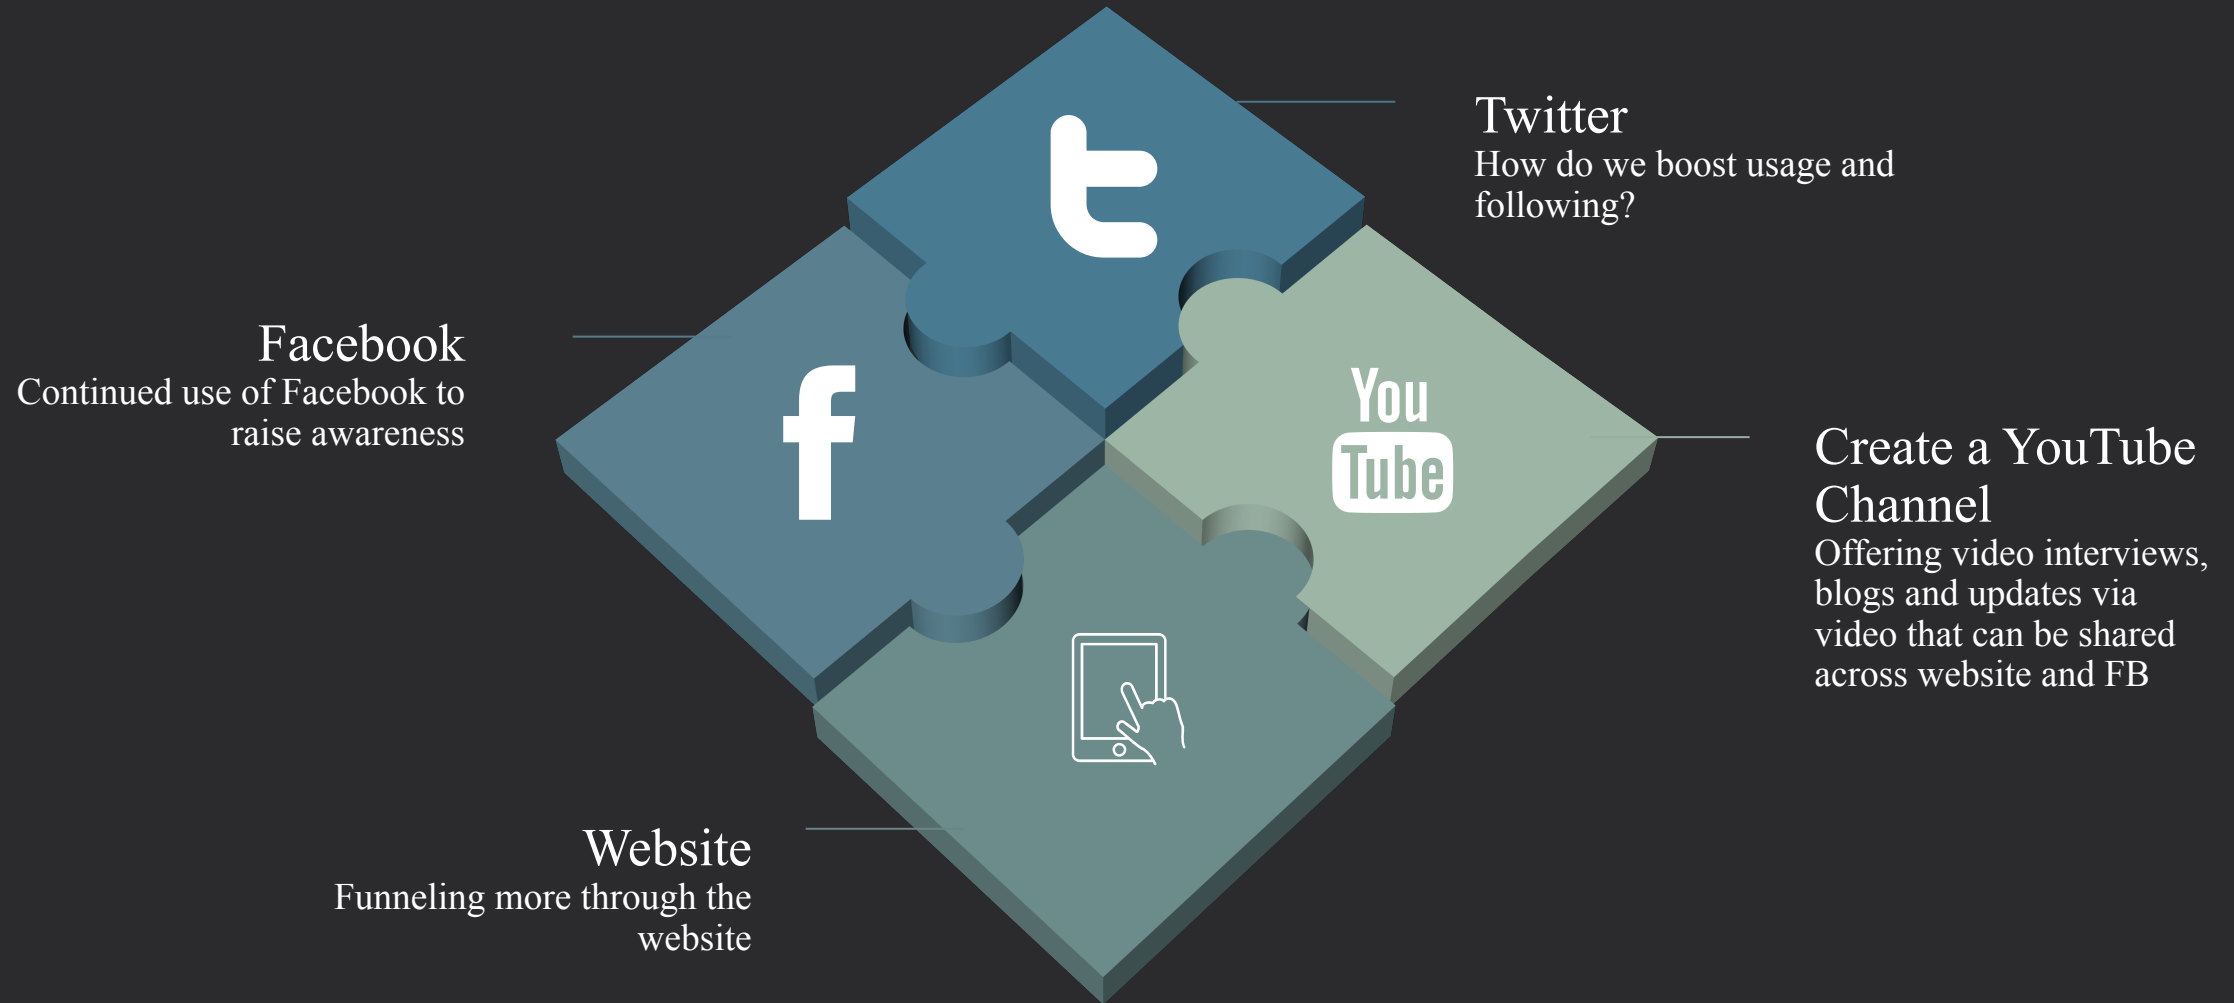 Twitter
How do we boost usage and
following?
Facebook
Continued use of Facebook to
raise awareness
You
Tube
Create a YouTube
Channel
Offering video interviews,
blogs and updates via
video that can be shared
across website and FB
Website
Funneling more through the
website